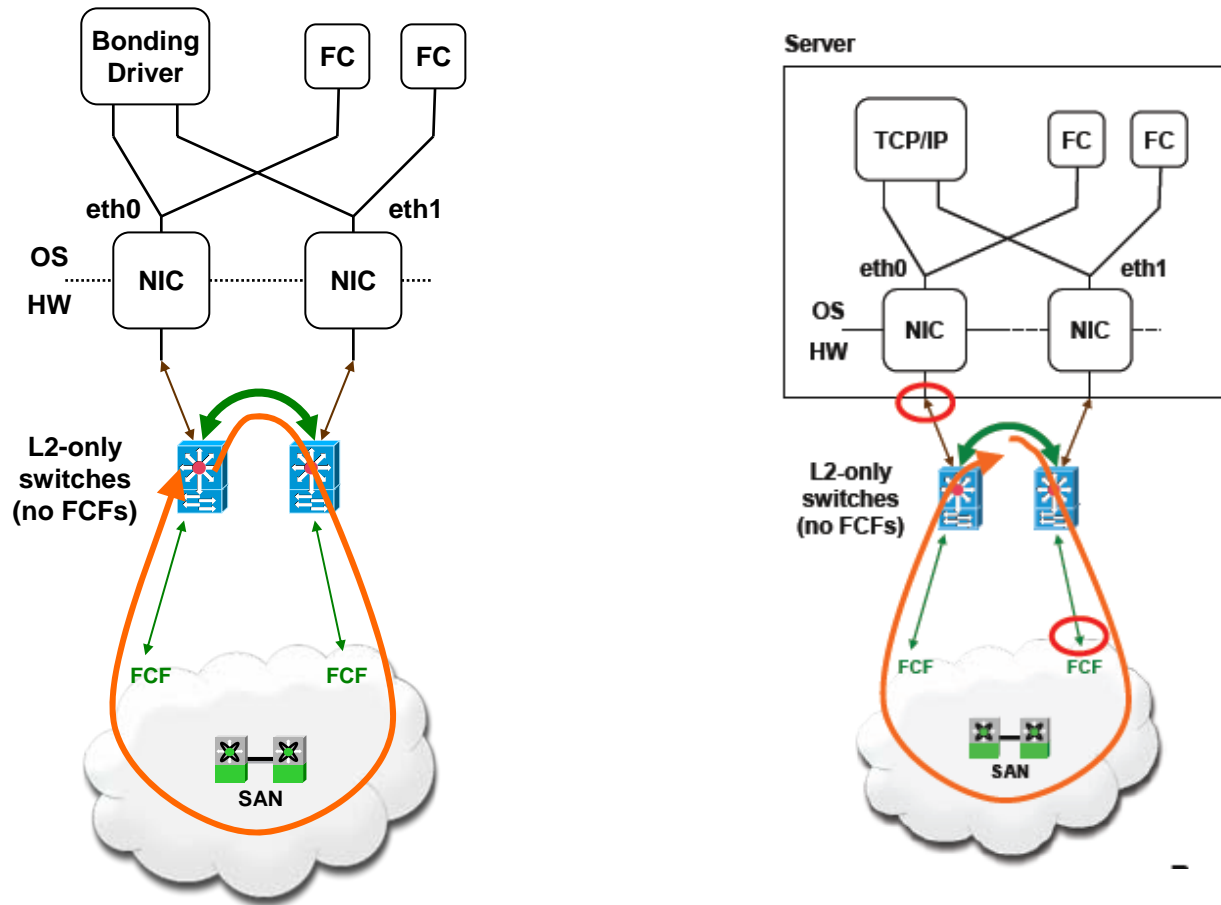 Bonding
Driver
FC
FC
eth0
eth1
OS
HW
NIC
NIC
L2-only
switches
(no FCFs)
FCF
FCF
SAN
Server
TCP/IP
FC
FC
eth0
eth1
OS
HW
NIC
NIC
L2-only
switches
(no FCFs)
FCF
FCF
SAN